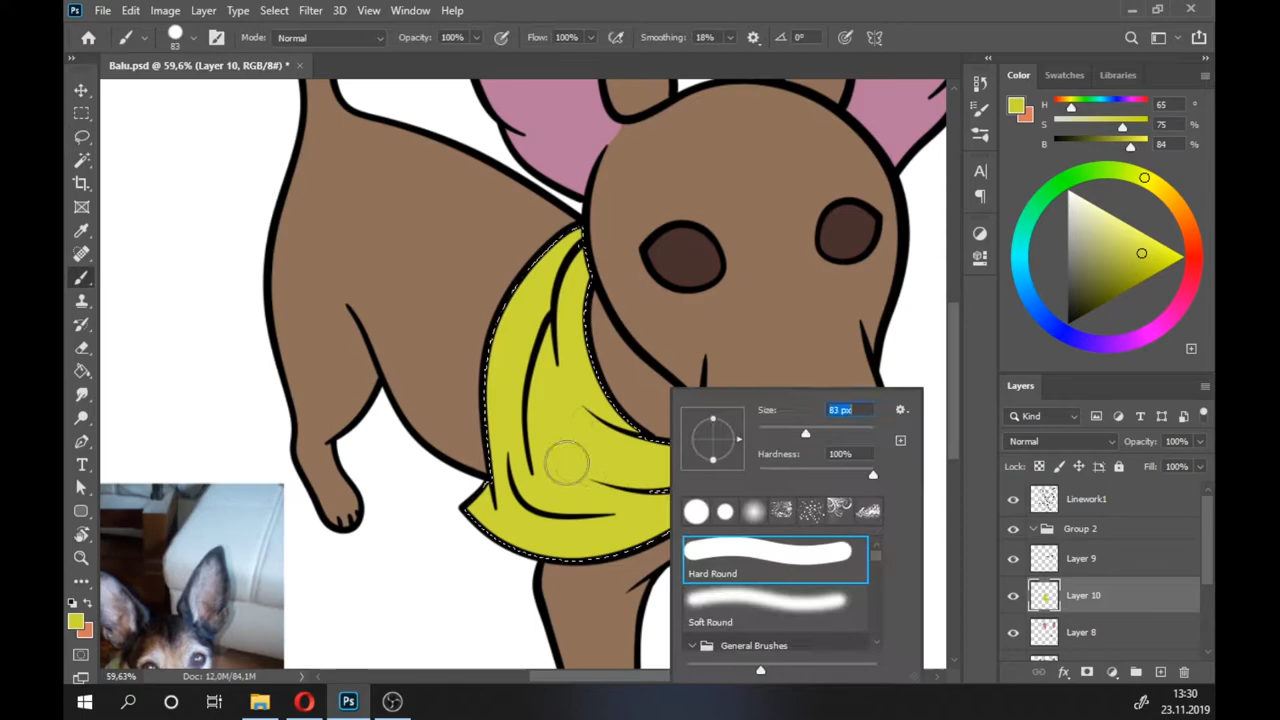 Ps File Edit Image Layer Type Select Filter 3D View Window Help
83 Mode: Normal Opacity: 100% Flow: 100% Smoothing: 18% 0°
Balu.psd @ 59,6% (Layer 10, RGB/8#) * ×
Color Swatches Libraries
H 65 °
S 75 %
B 84 %
Size: 83 px
Hardness: 100%
Hard Round
Soft Round
General Brushes
Layers
Kind
Normal Opacity: 100%
Lock: Fill: 100%
Linework1
Group 2
Layer 9
Layer 10
Layer 8
59,63% Doc: 12,0M/84,1M
Ps
13:30
23.11.2019